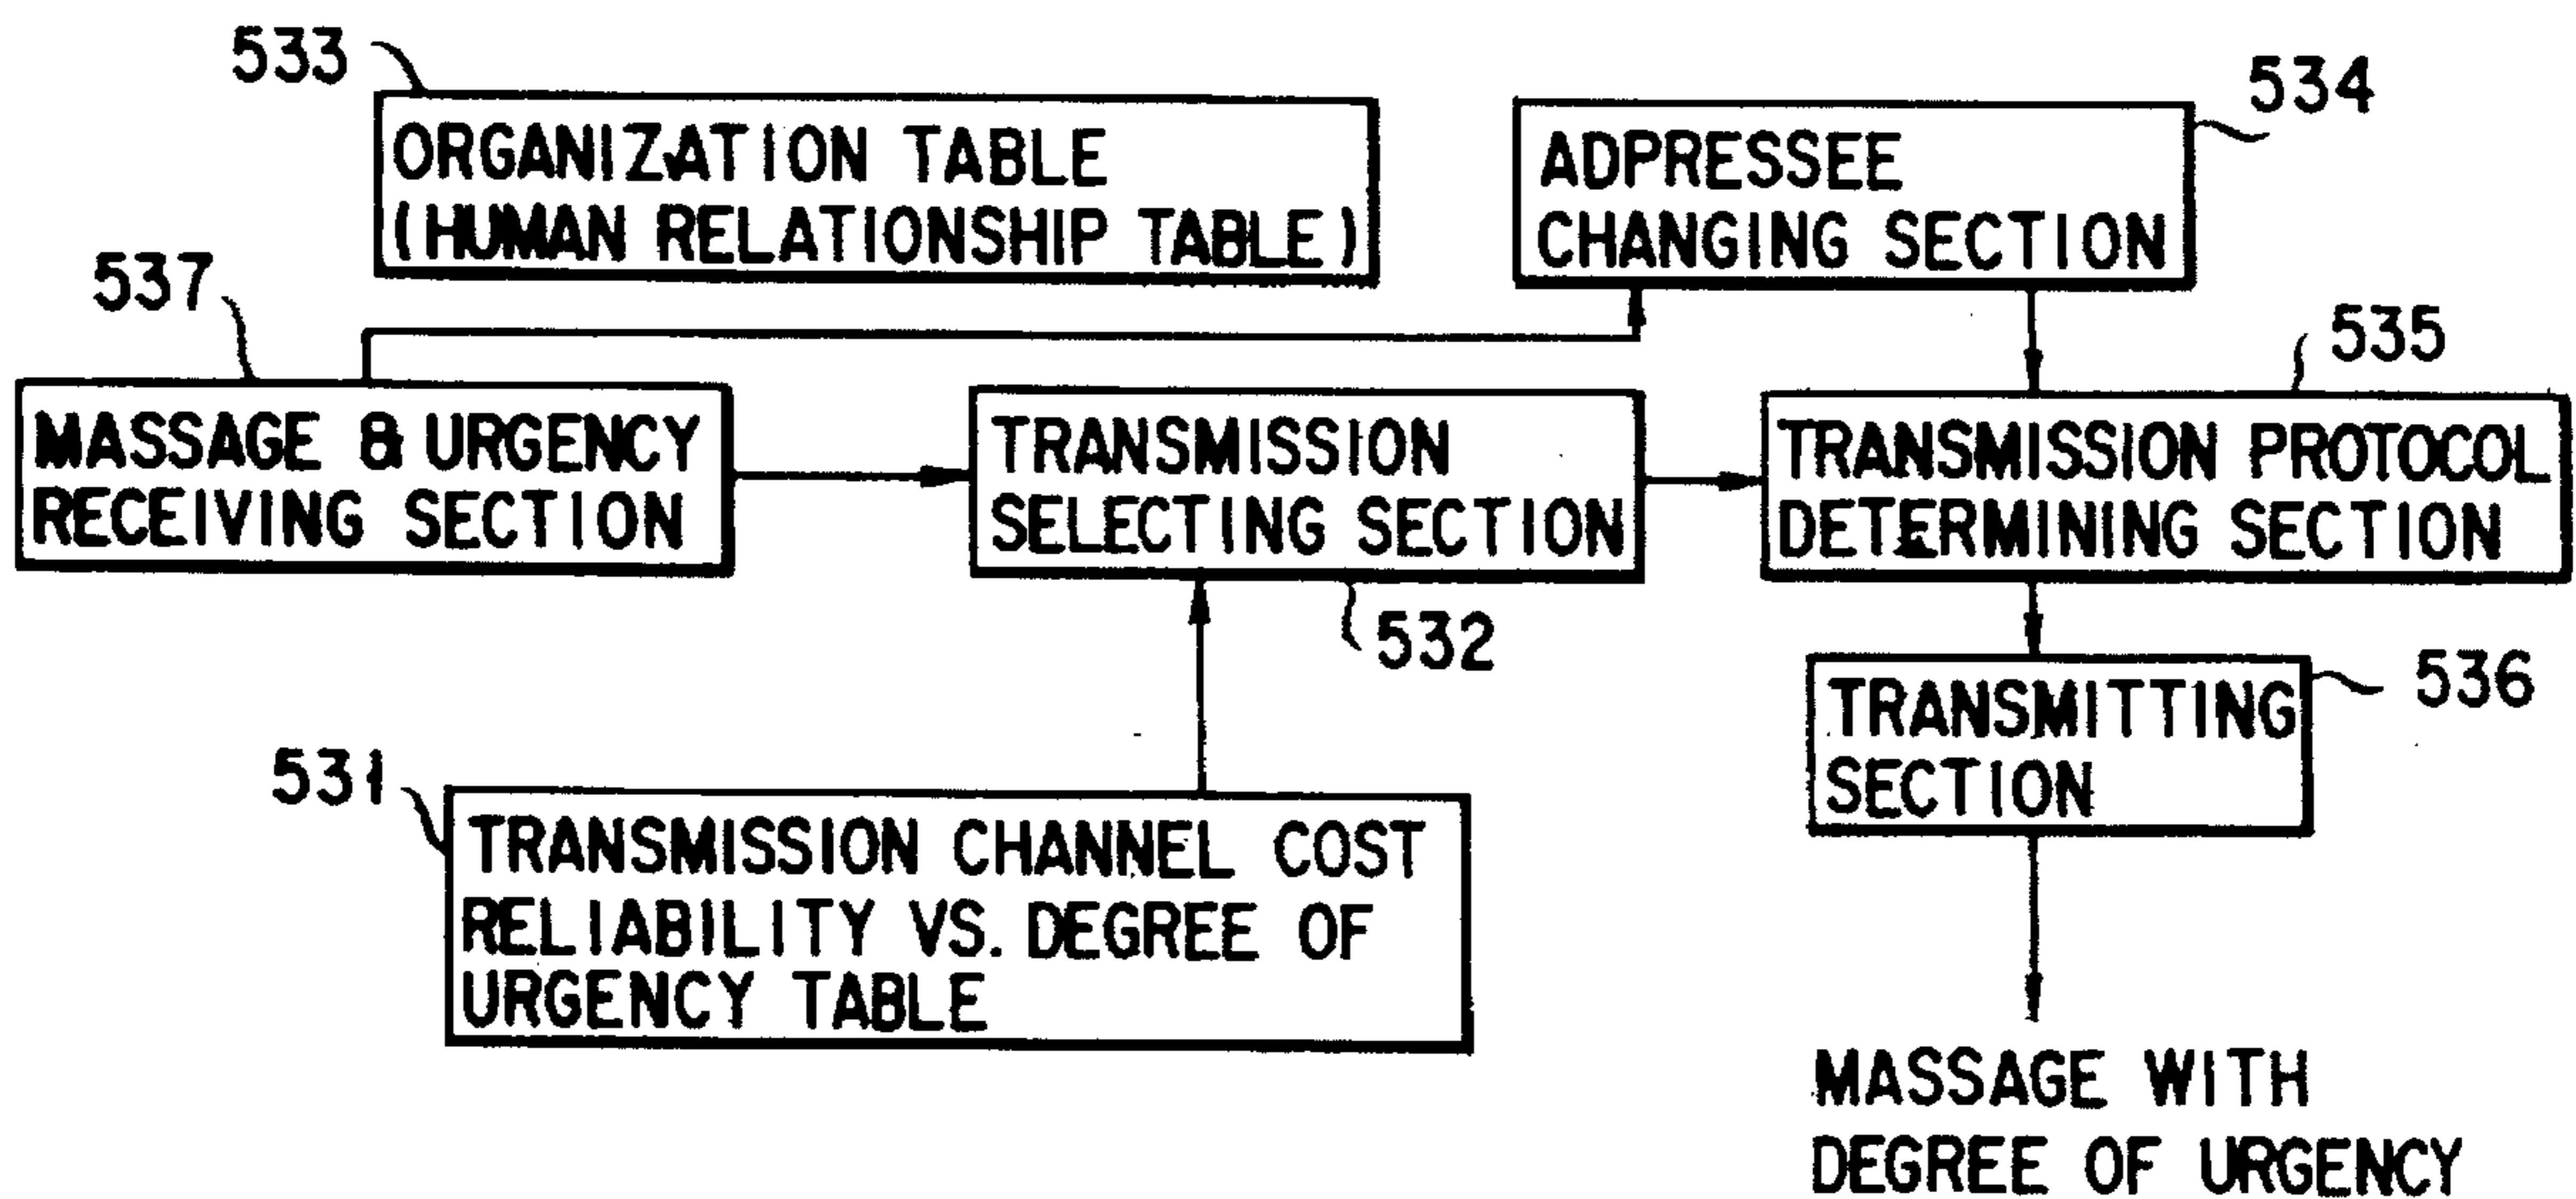 533
ORGANIZATION TABLE
(HUMAN RELATIONSHIP TABLE)
534
ADPRESSEE
CHANGING SECTION
537
MASSAGE & URGENCY
RECEIVING SECTION
TRANSMISSION
SELECTING SECTION
532
535
TRANSMISSION PROTOCOL
DETERMINING SECTION
531
TRANSMISSION CHANNEL COST
RELIABILITY VS. DEGREE OF
URGENCY TABLE
536
TRANSMITTING
SECTION
MASSAGE WITH
DEGREE OF URGENCY